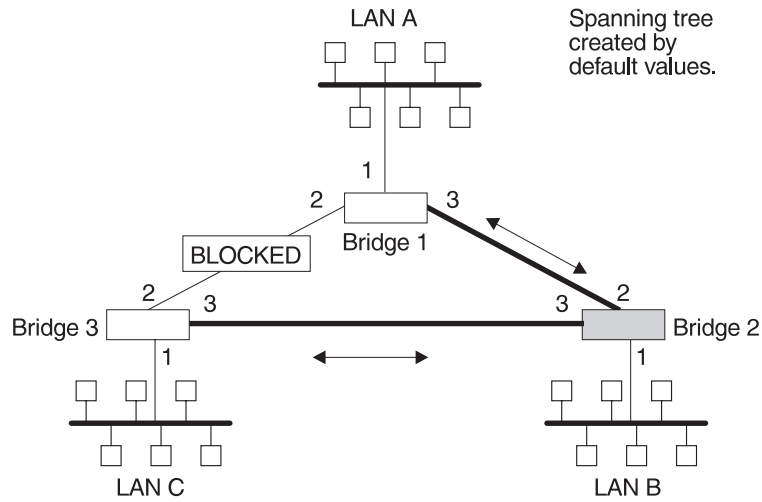 LAN A
Spanning tree
created by
default values.
1
2
3
Bridge 1
BLOCKED
2
3
3
2
Bridge 3
Bridge 2
1
1
LAN C
LAN B